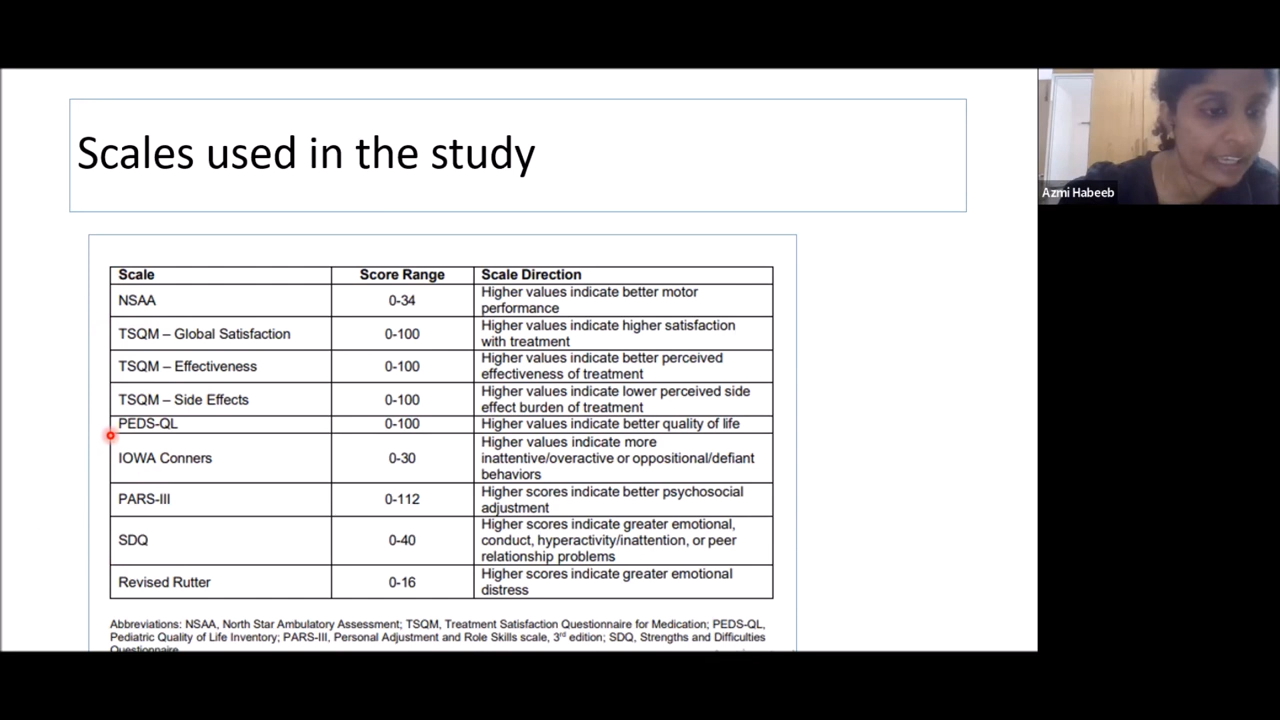 Scales used in the study
Azmi Habeeb
Scale Score Range Scale Direction
NSAA 0-34 Higher values indicate better motor
performance
TSQM – Global Satisfaction 0-100 Higher values indicate higher satisfaction
with treatment
TSQM – Effectiveness 0-100 Higher values indicate better perceived
effectiveness of treatment
TSQM – Side Effects 0-100 Higher values indicate lower perceived side
effect burden of treatment
PEDS-QL 0-100 Higher values indicate better quality of life
IOWA Conners 0-30 Higher values indicate more
inattentive/overactive or oppositional/defiant
behaviors
PARS-III 0-112 Higher scores indicate better psychosocial
adjustment
SDQ 0-40 Higher scores indicate greater emotional,
conduct, hyperactivity/inattention, or peer
relationship problems
Revised Rutter 0-16 Higher scores indicate greater emotional
distress
Abbreviations: NSAA, North Star Ambulatory Assessment; TSQM, Treatment Satisfaction Questionnaire for Medication; PEDS-QL,
Pediatric Quality of Life Inventory; PARS-III, Personal Adjustment and Role Skills scale, 3rd edition; SDQ, Strengths and Difficulties
Questionnaire